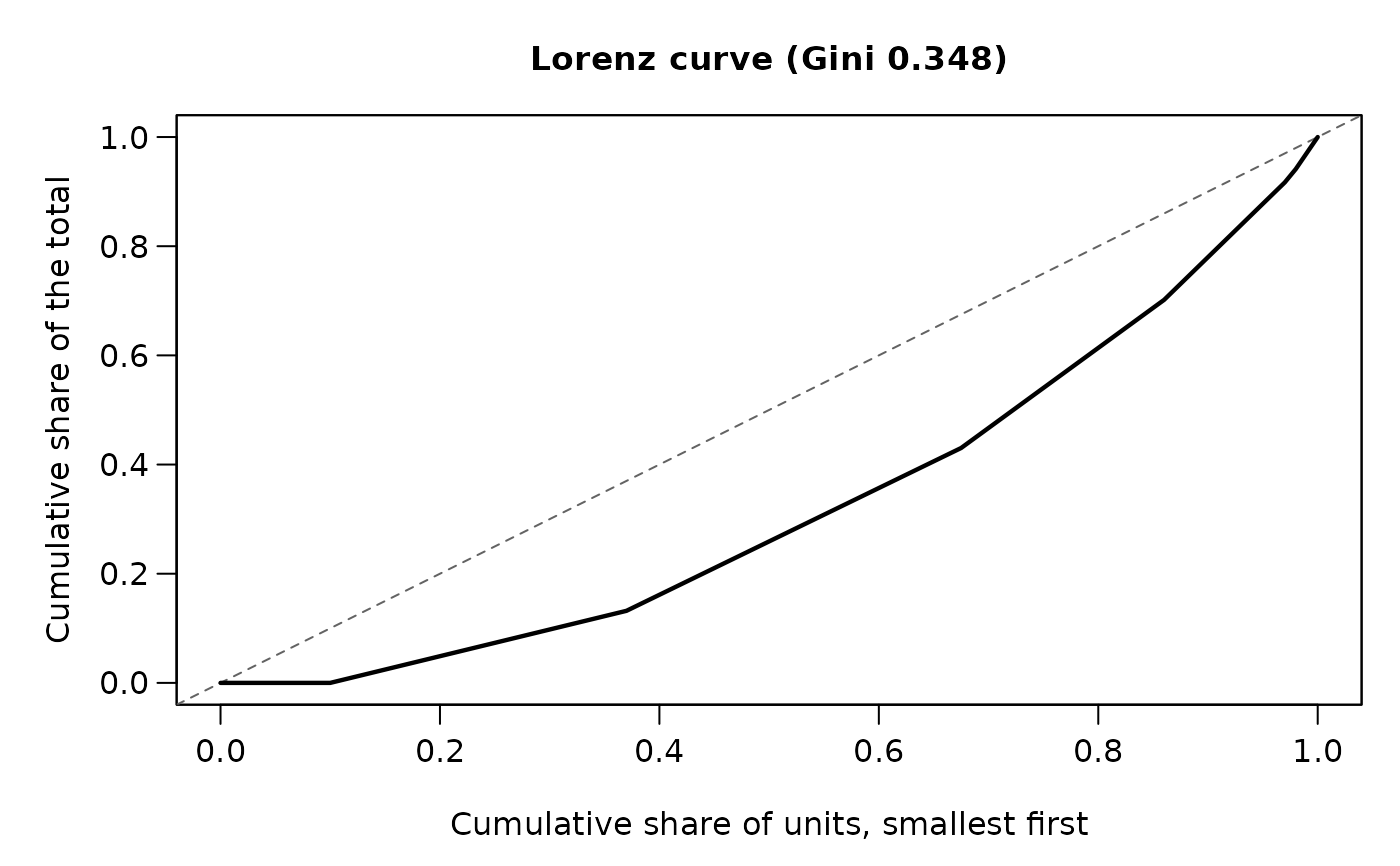 Lorenz curve (Gini 0.348)
Cumulative share of the total
1.0
0.8
0.6
0.4
0.2
0.0
0.0 0.2 0.4 0.6 0.8 1.0
Cumulative share of units, smallest first